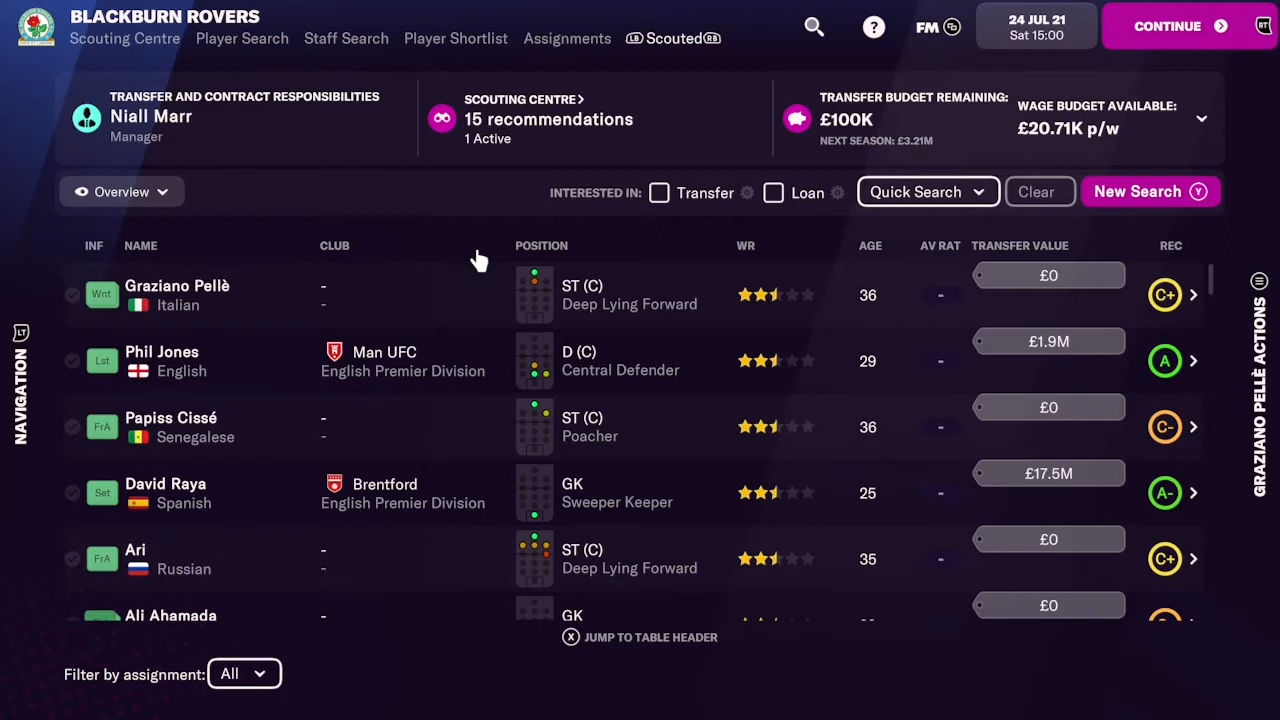 BLACKBURN ROVERS
Scouting Centre Player Search Staff Search Player Shortlist Assignments LB Scouted RB
? FM 24 JUL 21
Sat 15:00
CONTINUE RT
TRANSFER AND CONTRACT RESPONSIBILITIES
Niall Marr
Manager
SCOUTING CENTRE>
15 recommendations
1 Active
TRANSFER BUDGET REMAINING:
£100K
NEXT SEASON: £3.21M
WAGE BUDGET AVAILABLE:
£20.71K p/w
Overview INTERESTED IN: Transfer Loan Quick Search Clear New Search Y
INF NAME CLUB POSITION WR AGE AV RAT TRANSFER VALUE REC
Wnt Graziano Pellè - ST (C) 36 - £0 C+
Italian - Deep Lying Forward
Lst Phil Jones Man UFC D (C) 29 - £1.9M A
English English Premier Division Central Defender
FrA Papiss Cissé - ST (C) 36 - £0 C-
Senegalese - Poacher
Set David Raya Brentford GK 25 - £17.5M A-
Spanish English Premier Division Sweeper Keeper
FrA Ari - ST (C) 35 - £0 C+
Russian - Deep Lying Forward
Ali Ahamada - GK £0
X JUMP TO TABLE HEADER
Filter by assignment: All
NAVIGATION LT
GRAZIANO PELLÈ ACTIONS